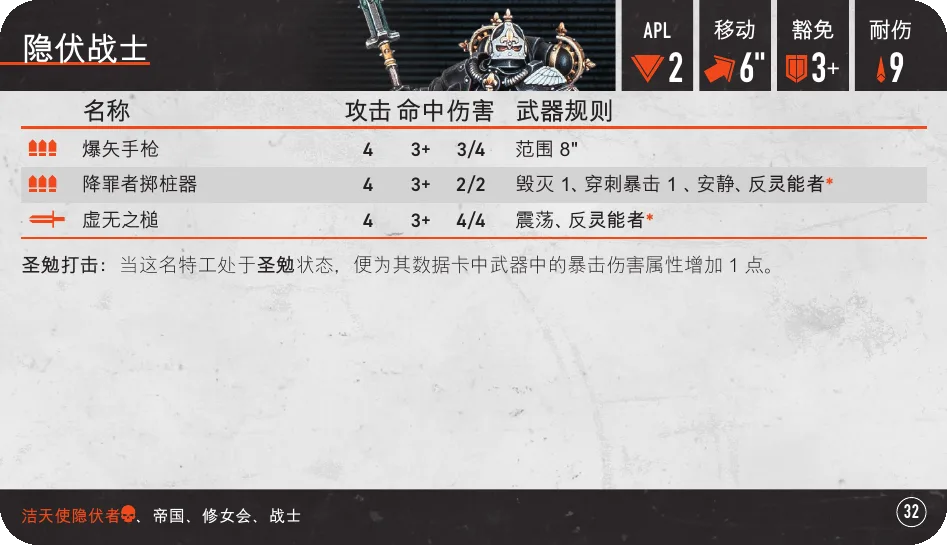 隐伏战士
APL 移动 豁免 耐伤
2 6" 3+ 9
名称 攻击 命中 伤害 武器规则
爆矢手枪 4 3+ 3/4 范围 8"
降罪者掷桩器 4 3+ 2/2 毁灭 1、穿刺暴击 1 、安静、反灵能者*
虚无之槌 4 3+ 4/4 震荡、反灵能者*
圣勉打击：当这名特工处于圣勉状态，便为其数据卡中武器中的暴击伤害属性增加 1 点。
洁天使隐伏者、帝国、修女会、战士
32